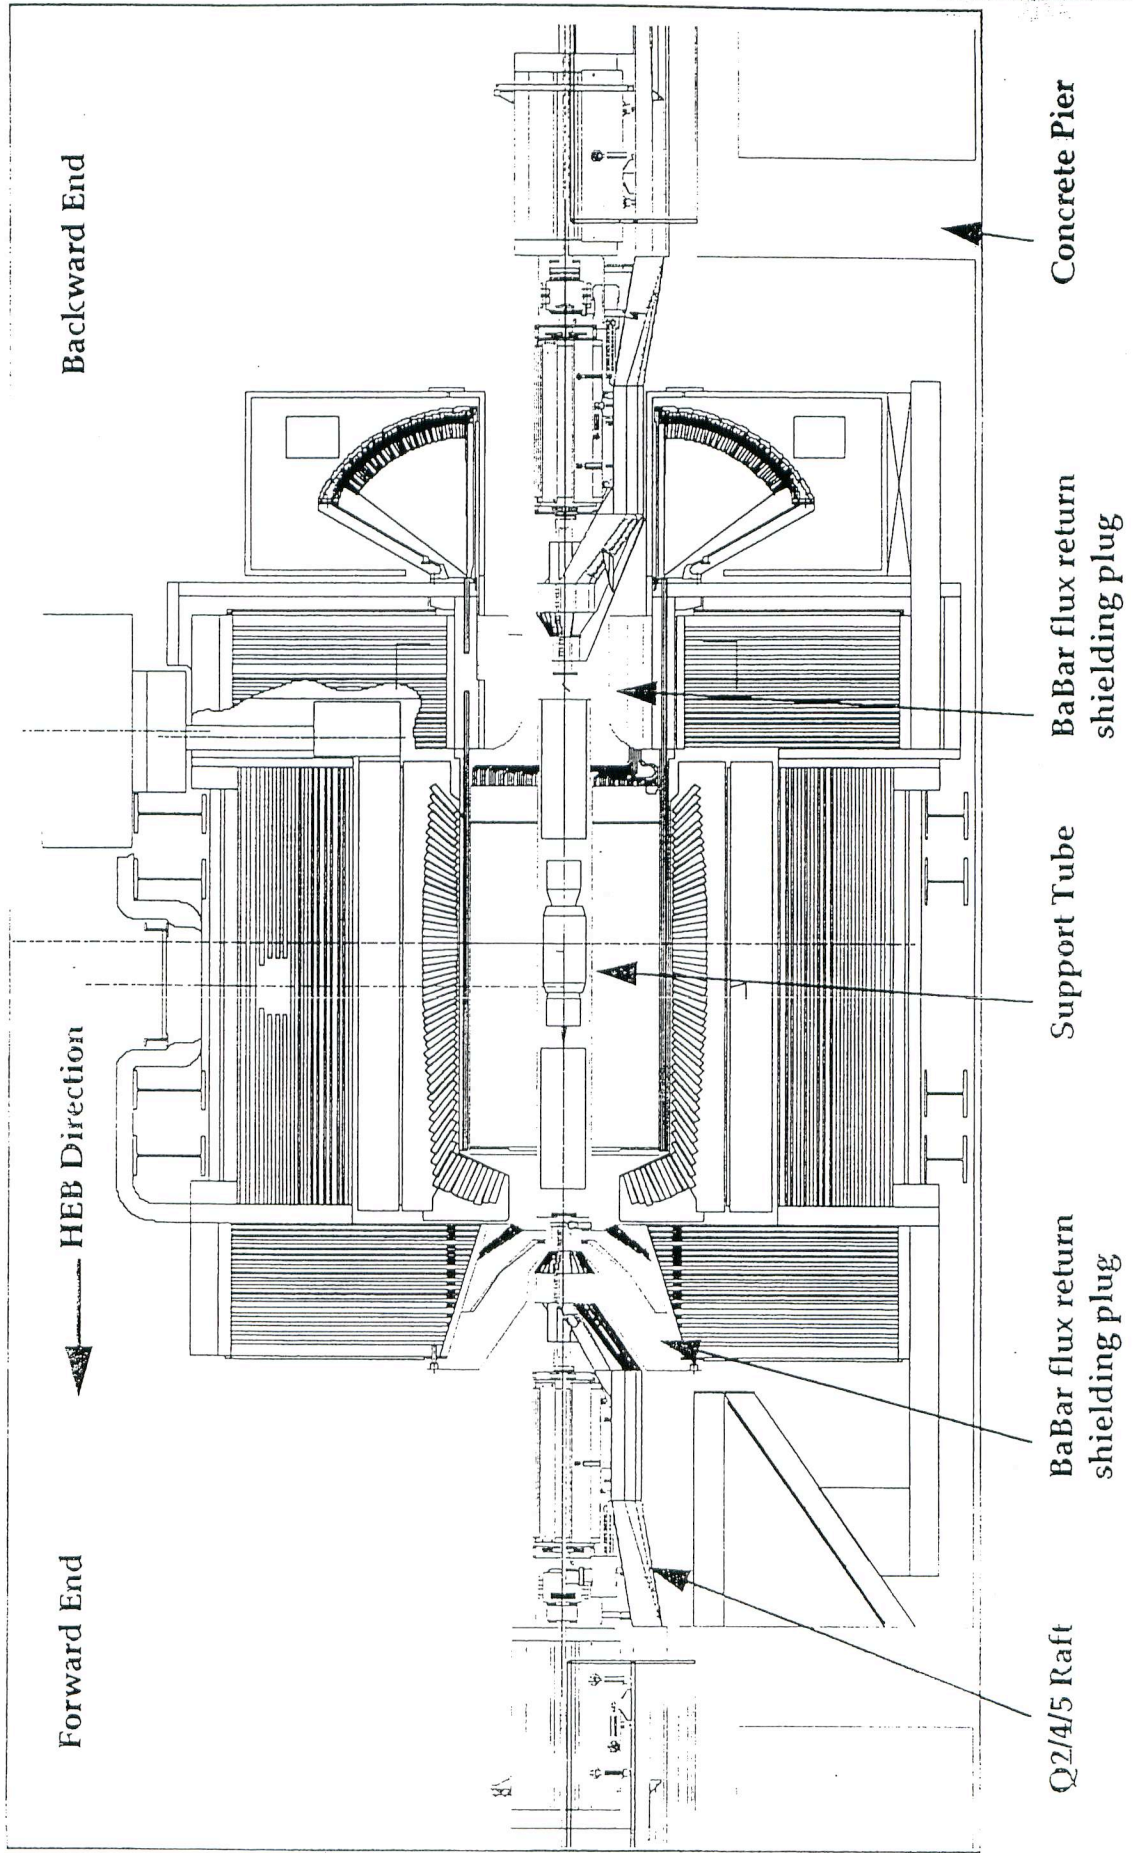 Forward End
HEB Direction
Backward End
Q2/4/5 Raft
BaBar flux return
shielding plug
Support Tube
BaBar flux return
shielding plug
Concrete Pier